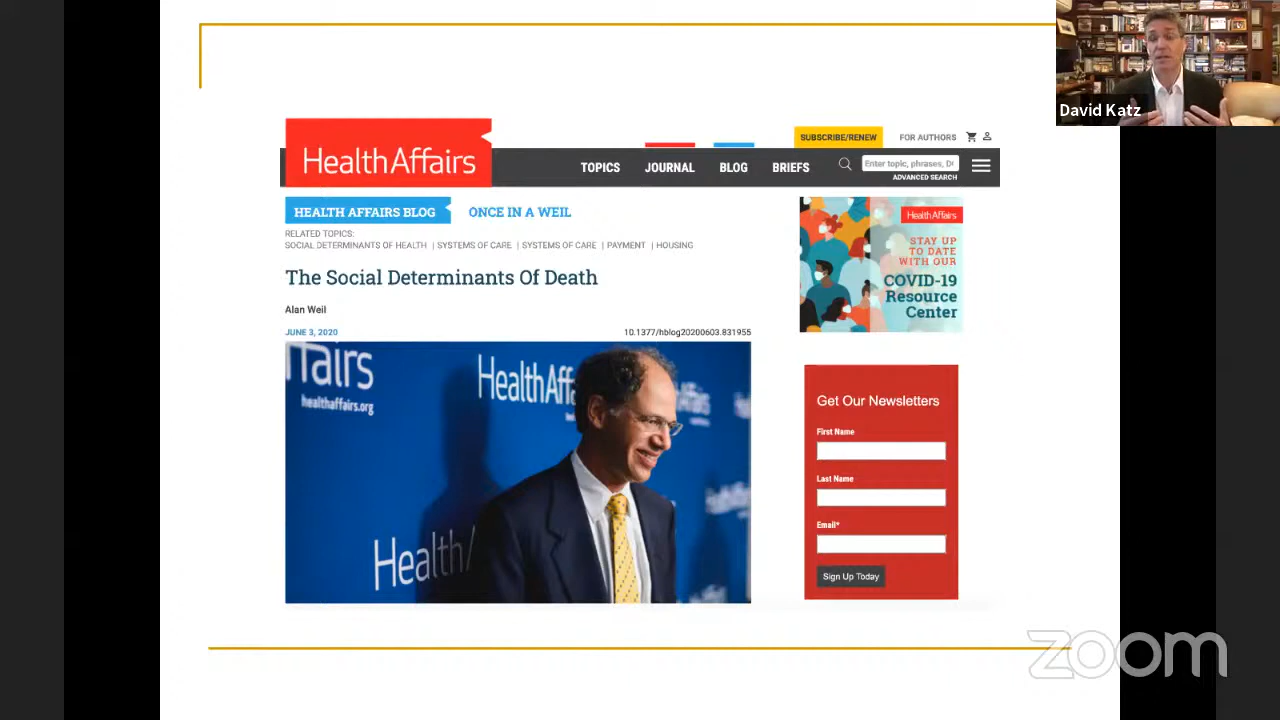 David Katz
HealthAffairs
SUBSCRIBE/RENEW
FOR AUTHORS
TOPICS
JOURNAL
BLOG
BRIEFS
Enter topic, phrases, D
ADVANCED SEARCH
HEALTH AFFAIRS BLOG
ONCE IN A WEIL
RELATED TOPICS:
SOCIAL DETERMINANTS OF HEALTH | SYSTEMS OF CARE | SYSTEMS OF CARE | PAYMENT | HOUSING
The Social Determinants Of Death
Alan Weil
JUNE 3, 2020
10.1377/hblog20200603.831955
ffairs
healthaffairs.org
HealthAff
Health
HealthAffairs
STAY UP
TO DATE
WITH OUR
COVID-19
Resource
Center
Get Our Newsletters
First Name
Last Name
Email*
Sign Up Today
zoom